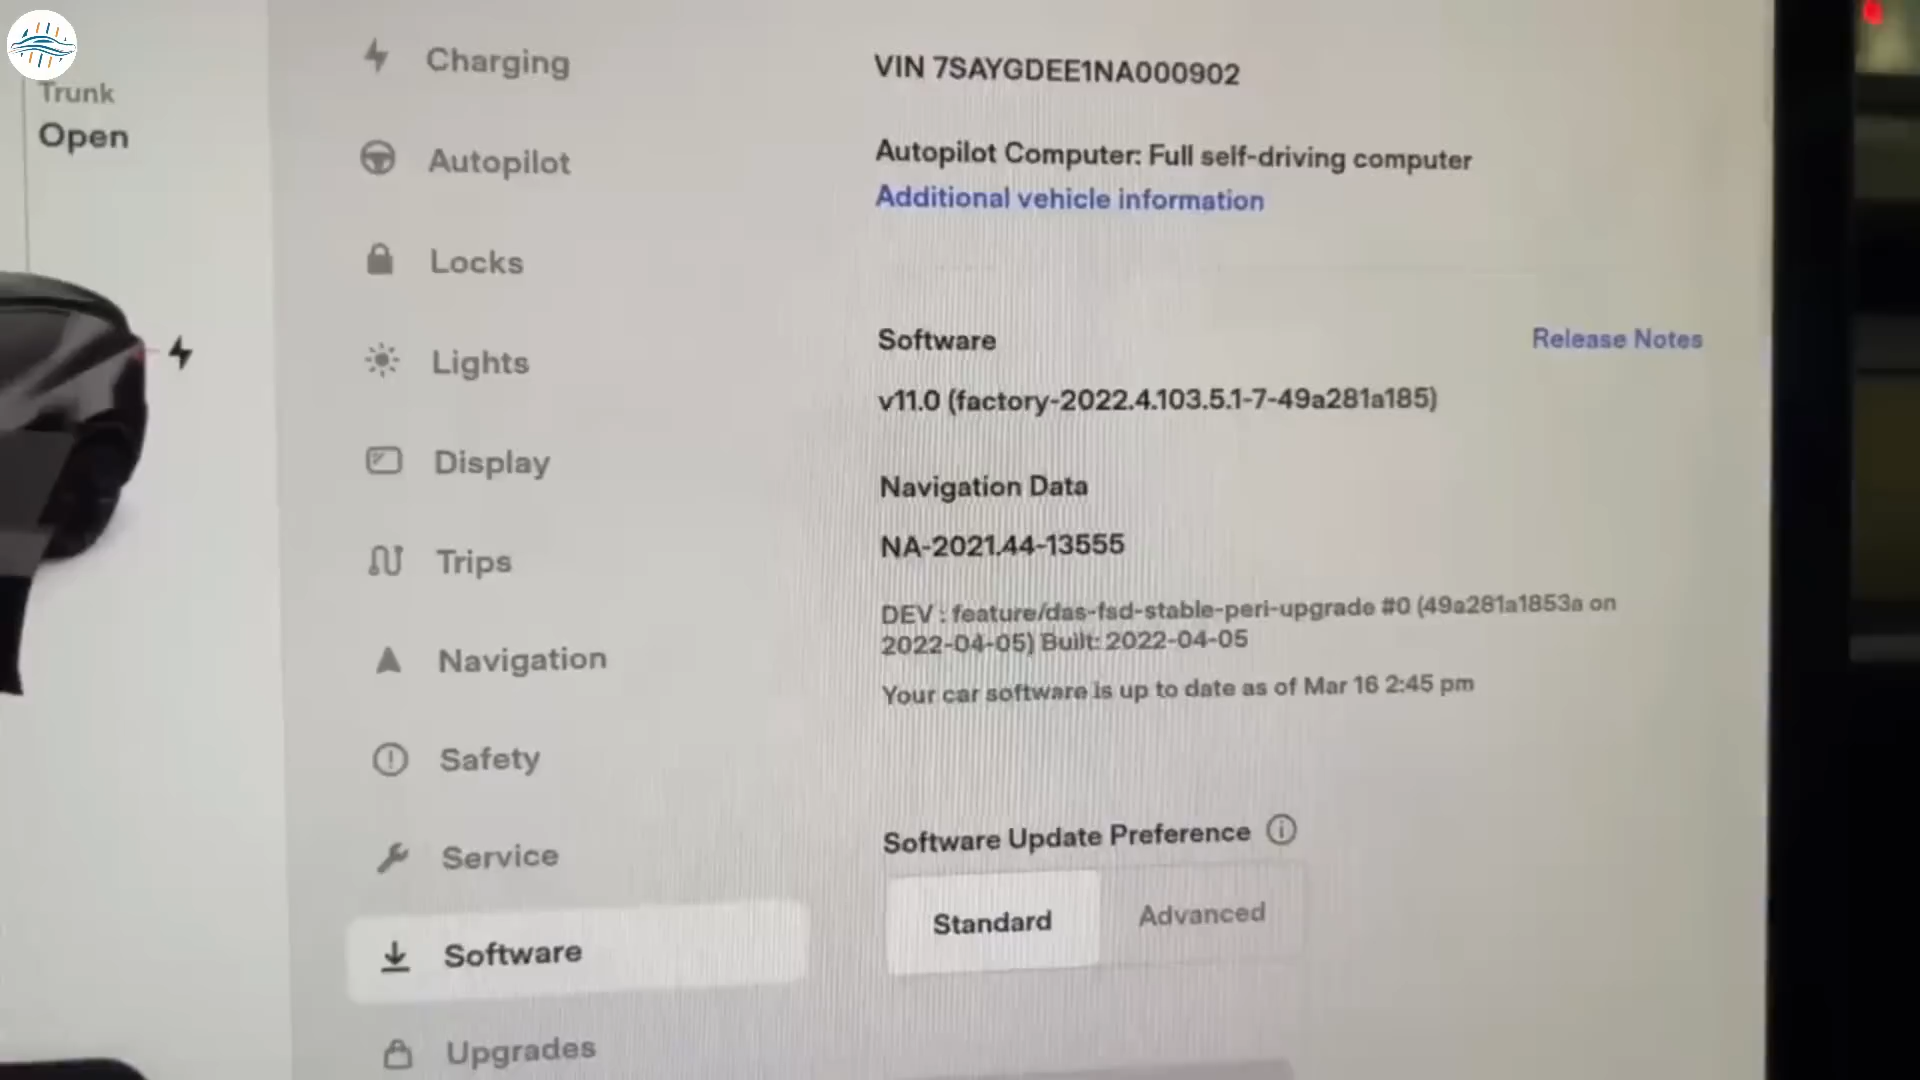 Trunk
Open
Charging
Autopilot
Locks
Lights
Display
Trips
Navigation
Safety
Service
Software
Upgrades
VIN 7SAYGDEE1NA000902
Autopilot Computer: Full self-driving computer
Additional vehicle information
Software
Release Notes
v11.0 (factory-2022.4.103.5.1-7-49a281a185)
Navigation Data
NA-2021.44-13555
DEV : feature/das-fsd-stable-peri-upgrade #0 (49a281a1853a on
2022-04-05) Built: 2022-04-05
Your car software is up to date as of Mar 16 2:45 pm
Software Update Preference
Standard
Advanced